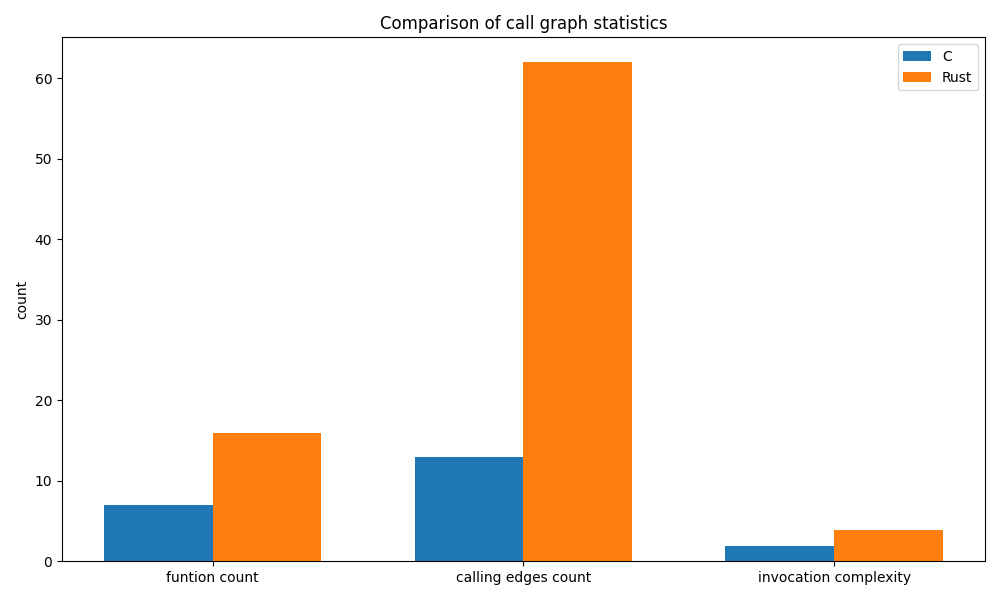 Comparison of call graph statistics
C
Rust
count
60
50
40
30
20
10
0
funtion count
calling edges count
invocation complexity